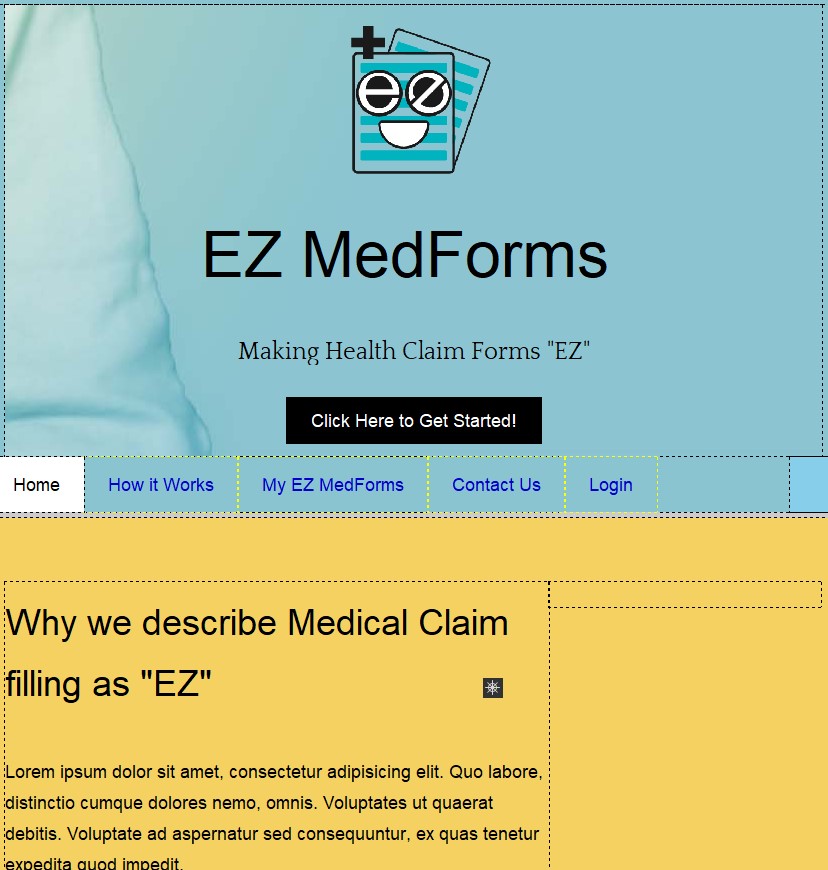 ez
EZ MedForms
Making Health Claim Forms "EZ"
Click Here to Get Started!
Home How it Works My EZ MedForms Contact Us Login
Why we describe Medical Claim
filling as "EZ"
Lorem ipsum dolor sit amet, consectetur adipisicing elit. Quo labore,
distinctio cumque dolores nemo, omnis. Voluptates ut quaerat
debitis. Voluptate ad aspernatur sed consequuntur, ex quas tenetur
expedita quod impedit.